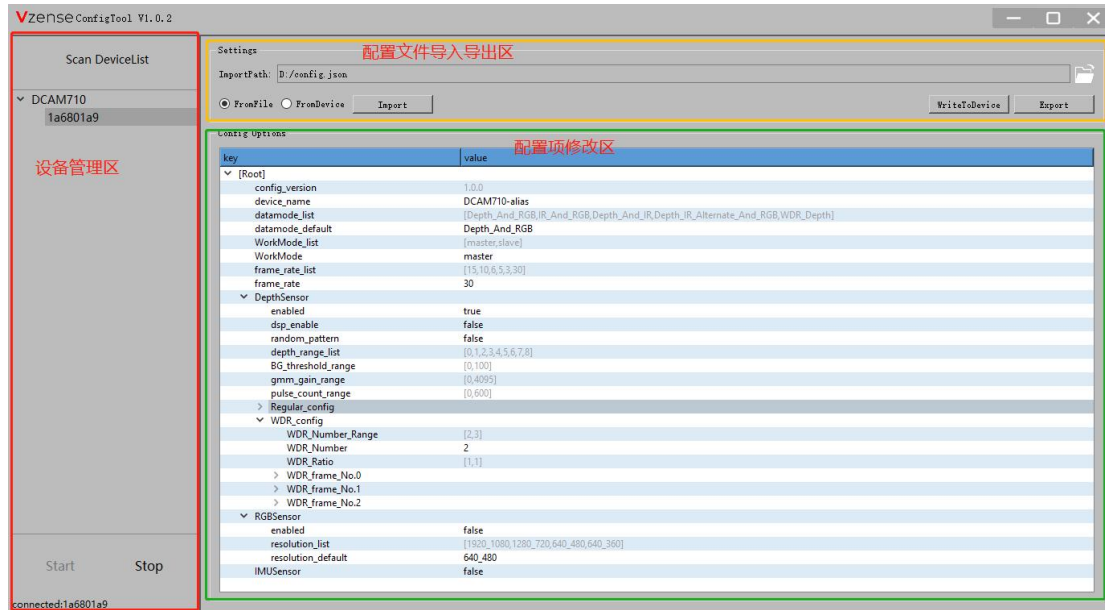 Vzense ConfigTool V1.0.2
Scan DeviceList
DCAM710
1a6801a9
设备管理区
Start Stop
connected:1a6801a9
Settings
配置文件导入导出区
ImportPath: D:/config.json
FromFile FromDevice Import WriteToDevice Export
Config Options
配置项修改区
key value
[Root]
config_version 1.0.0
device_name DCAM710-alias
datamode_list [Depth_And_RGB,IR_And_RGB,Depth_And_IR,Depth_IR_Alternate_And_RGB,WDR_Depth]
datamode_default Depth_And_RGB
WorkMode_list [master,slave]
WorkMode master
frame_rate_list [15,10,6,5,3,30]
frame_rate 30
DepthSensor
enabled true
dsp_enable false
random_pattern false
depth_range_list [0,1,2,3,4,5,6,7,8]
BG_threshold_range [0,100]
gmm_gain_range [0,4095]
pulse_count_range [0,600]
Regular_config
WDR_config
WDR_Number_Range [2,3]
WDR_Number 2
WDR_Ratio [1,1]
WDR_frame_No.0
WDR_frame_No.1
WDR_frame_No.2
RGBSensor
enabled false
resolution_list [1920_1080,1280_720,640_480,640_360]
resolution_default 640_480
IMUSensor false